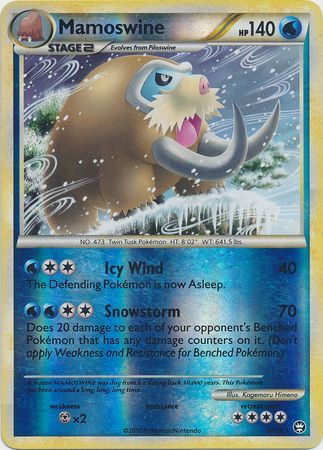 Mamoswine
HP 140
STAGE 2 Evolves from Piloswine
NO. 473 Twin Tusk Pokémon HT: 8'02" WT: 641.5 lbs.
Icy Wind 40
The Defending Pokémon is now Asleep.
Snowstorm 70
Does 20 damage to each of your opponent's Benched
Pokémon that has any damage counters on it. (Don't
apply Weakness and Resistance for Benched Pokémon.)
A frozen MAMOSWINE was dug from ice dating back 10,000 years. This Pokémon
has been around a long, long, long time.
Illus. Kagemaru Himeno
weakness resistance retreat cost
×2
©2010 Pokémon/Nintendo